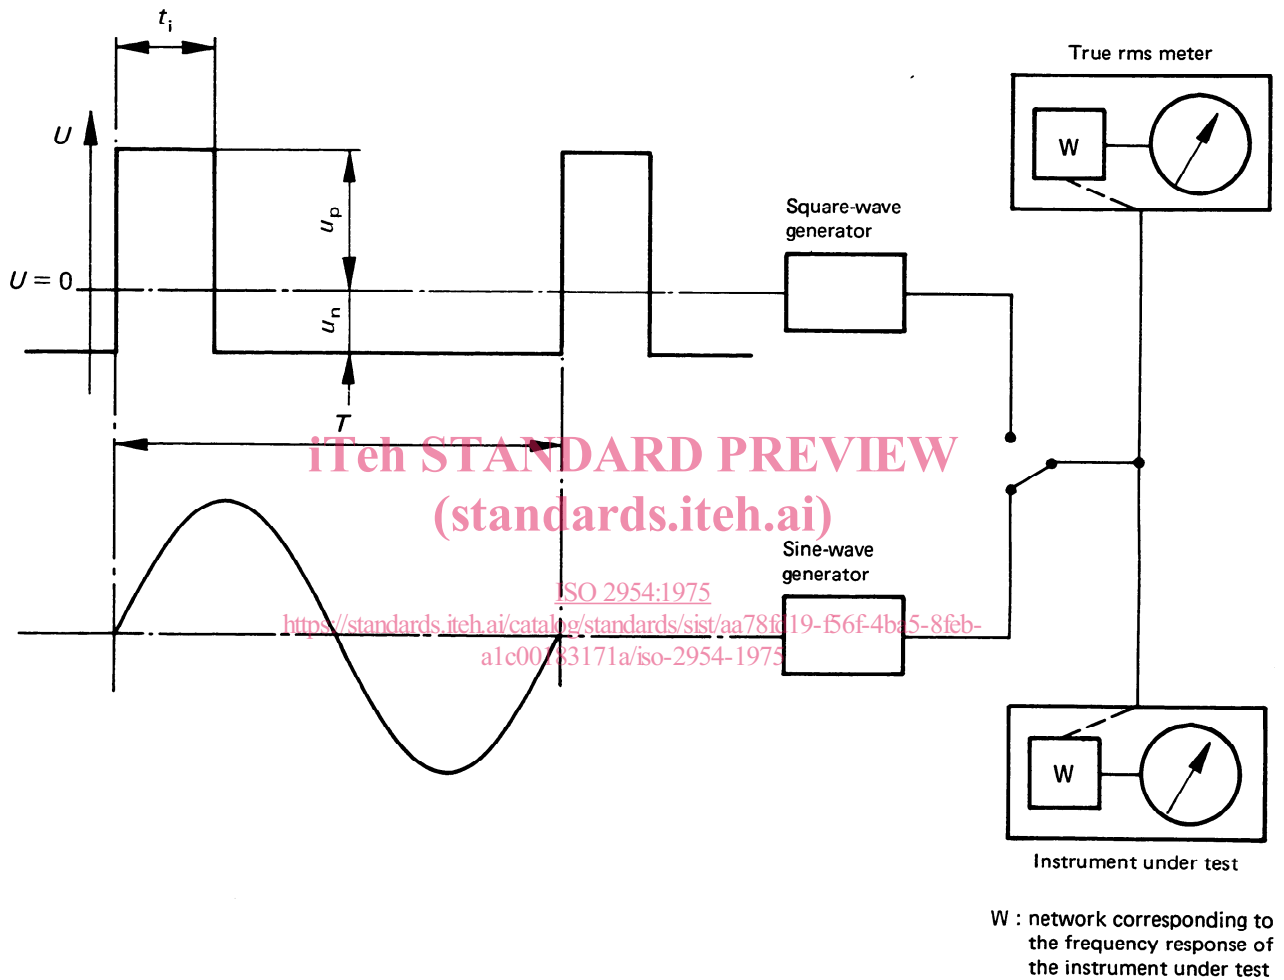 tᵢ
True rms meter
U
W
uₚ
Square-wave
generator
U = 0
uₙ
T
iTeh STANDARD PREVIEW
(standards.iteh.ai)
Sine-wave
generator
ISO 2954:1975
https://standards.iteh.ai/catalog/standards/sist/aa78fd19-f56f-4ba5-8feb-
a1c00183171a/iso-2954-1975
W
Instrument under test
W : network corresponding to
the frequency response of
the instrument under test